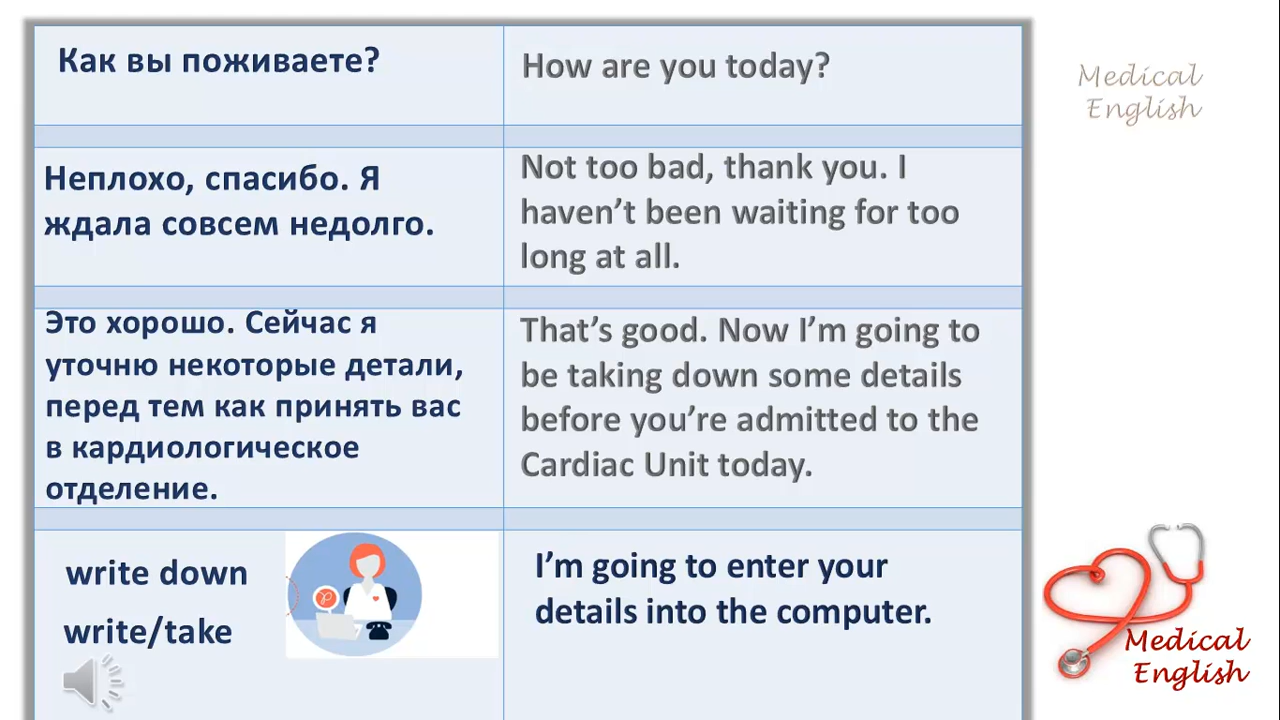 Как вы поживаете?
How are you today?
Неплохо, спасибо. Я
ждала совсем недолго.
Not too bad, thank you. I
haven’t been waiting for too
long at all.
Это хорошо. Сейчас я
уточню некоторые детали,
перед тем как принять вас
в кардиологическое
отделение.
That’s good. Now I’m going to
be taking down some details
before you’re admitted to the
Cardiac Unit today.
write down
write/take
I’m going to enter your
details into the computer.
Medical
English
Medical
English